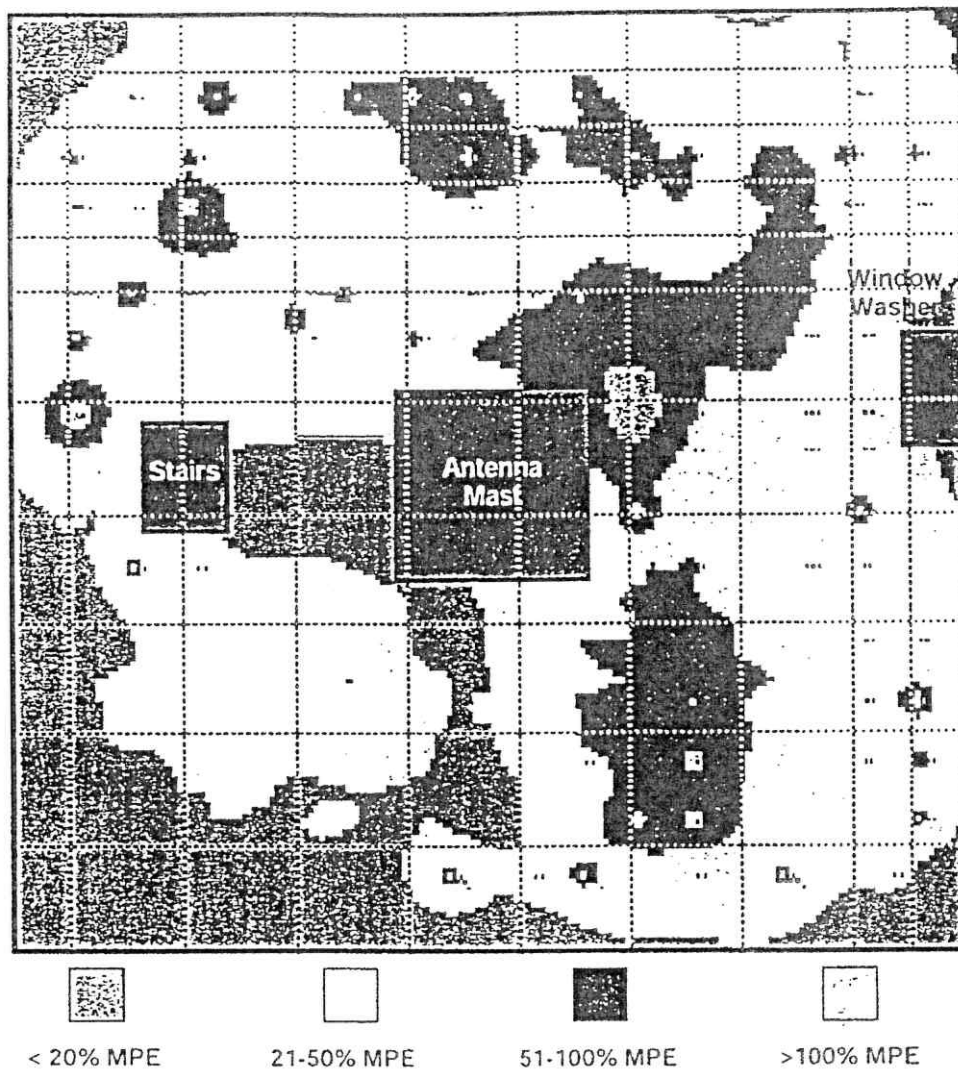 Window
Washers
Stairs
Antenna
Mast
< 20% MPE
21-50% MPE
51-100% MPE
>100% MPE